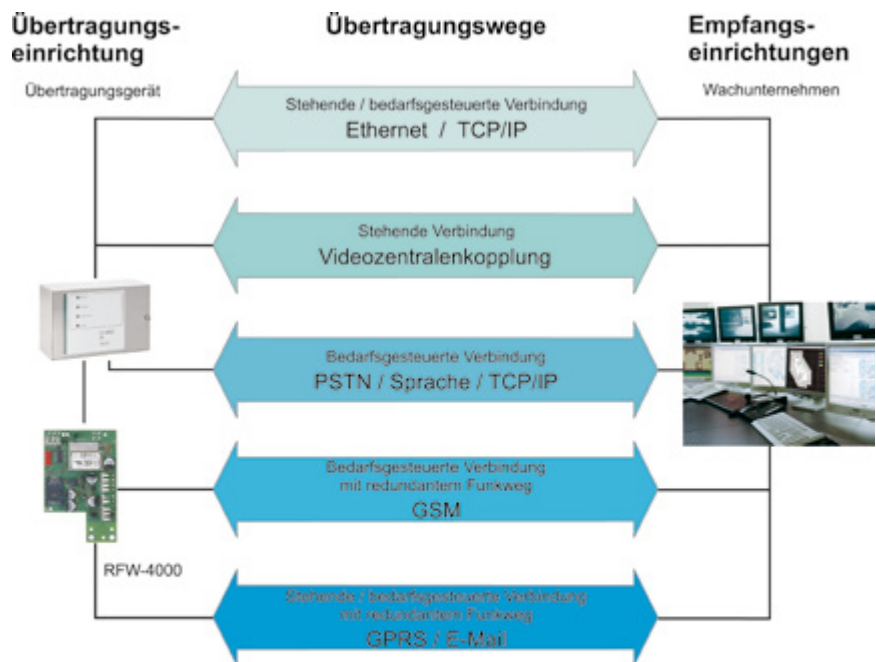 Übertragungs-
einrichtung
Übertragungswege
Empfangs-
einrichtungen
Übertragungsgerät
Wachunternehmen
Stehende / bedarfsgesteuerte Verbindung
Ethernet / TCP/IP
Stehende Verbindung
Videozentralenkopplung
Bedarfsgesteuerte Verbindung
PSTN / Sprache / TCP/IP
Bedarfsgesteuerte Verbindung
mit redundantem Funkweg
GSM
RFW-4000
Stehende / bedarfsgesteuerte Verbindung
mit redundantem Funkweg
GPRS / E-Mail